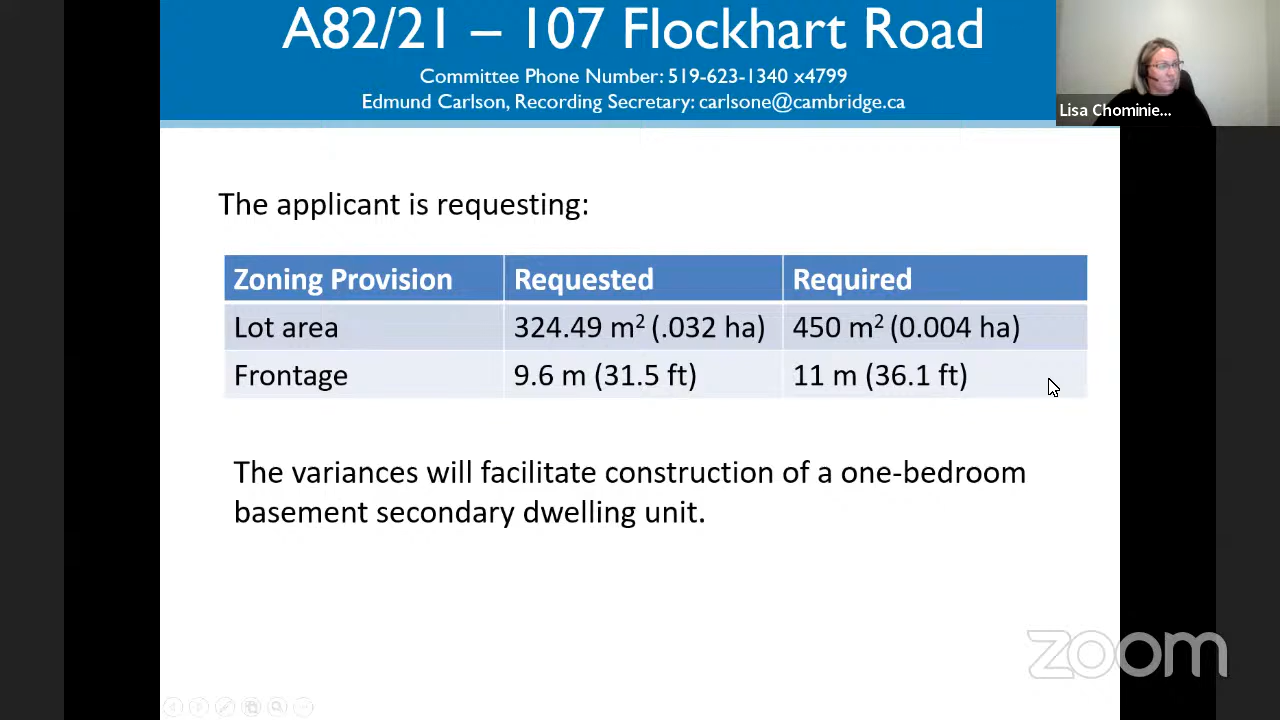 A82/21 – 107 Flockhart Road
Committee Phone Number: 519-623-1340 x4799
Edmund Carlson, Recording Secretary: carlsone@cambridge.ca
Lisa Chominie...
The applicant is requesting:
Zoning Provision Requested Required
Lot area 324.49 m² (.032 ha) 450 m² (0.004 ha)
Frontage 9.6 m (31.5 ft) 11 m (36.1 ft)
The variances will facilitate construction of a one-bedroom
basement secondary dwelling unit.
zoom